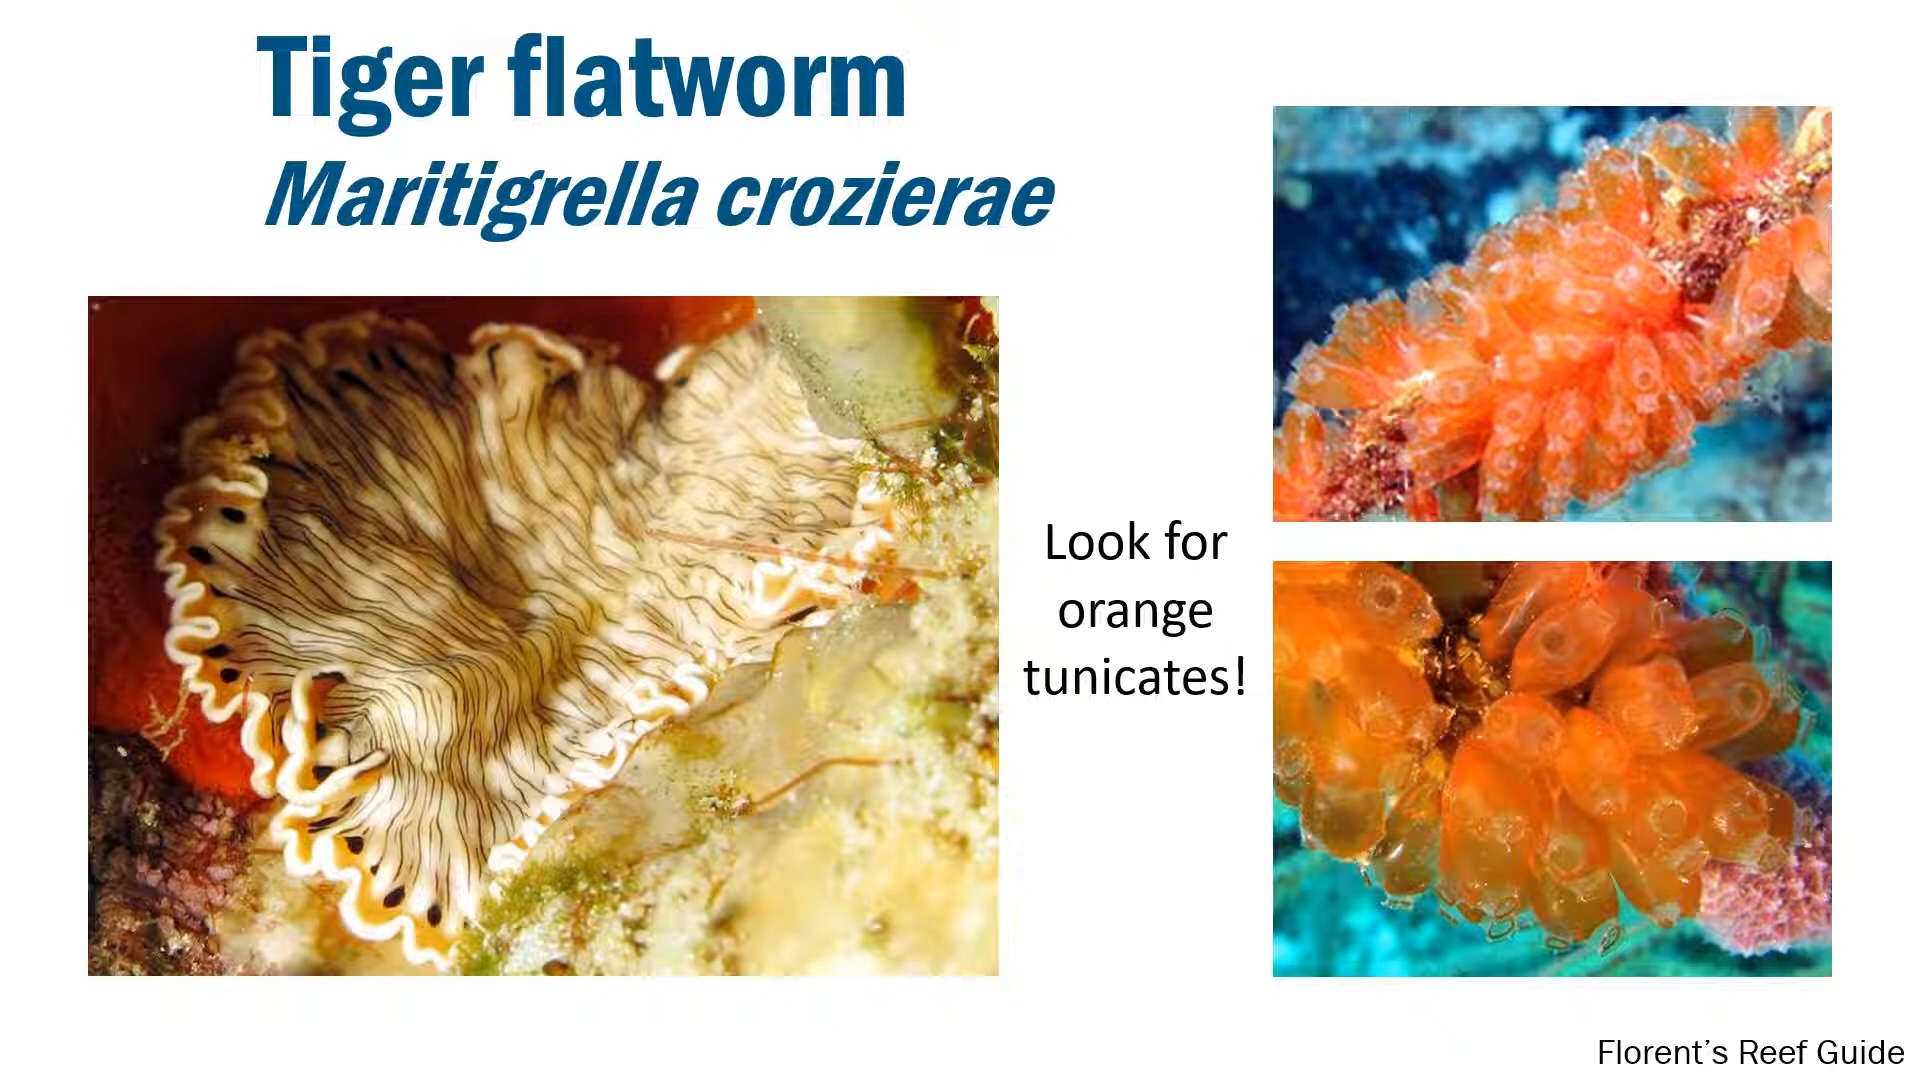 Tiger flatworm
Maritigrella crozierae
Look for
orange
tunicates!
Florent’s Reef Guide